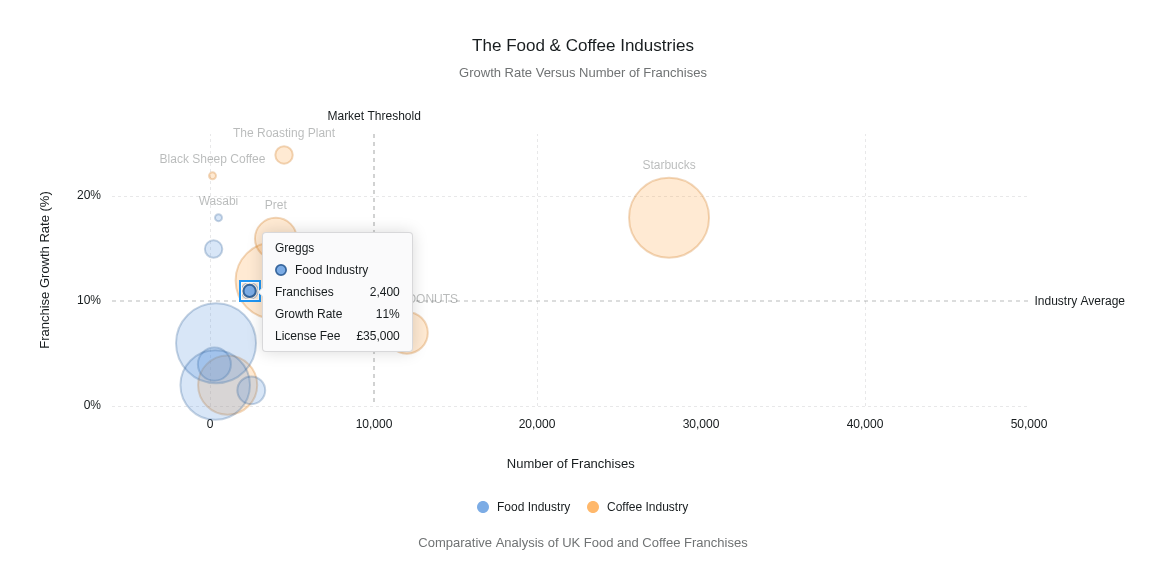 The Food & Coffee Industries
Growth Rate Versus Number of Franchises
Market Threshold
The Roasting Plant
Black Sheep Coffee
Starbucks
Wasabi
Pret
Franchise Growth Rate (%)
20%
10%
0%
Greggs
Food Industry
Franchises 2,400
Growth Rate 11%
License Fee £35,000
Industry Average
0 10,000 20,000 30,000 40,000 50,000
Number of Franchises
Food Industry Coffee Industry
Comparative Analysis of UK Food and Coffee Franchises